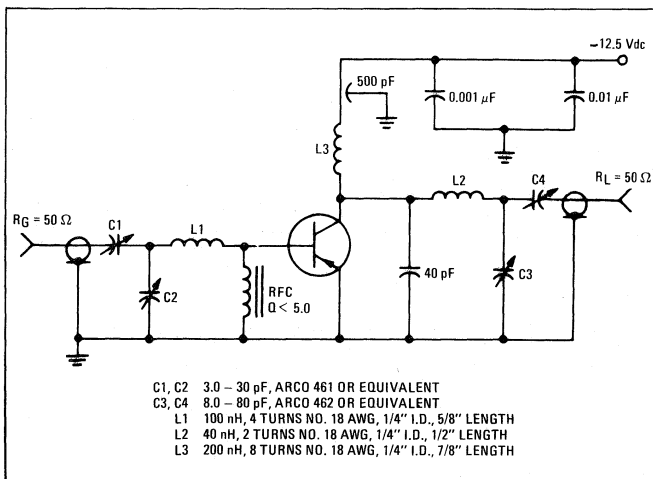 –12.5 Vdc
500 pF
0.001 μF
0.01 μF
L3
RG = 50 Ω
C1
L1
C2
RFC
Q < 5.0
40 pF
L2
C4
RL = 50 Ω
C3
C1, C2 3.0 – 30 pF, ARCO 461 OR EQUIVALENT
C3, C4 8.0 – 80 pF, ARCO 462 OR EQUIVALENT
L1 100 nH, 4 TURNS NO. 18 AWG, 1/4" I.D., 5/8" LENGTH
L2 40 nH, 2 TURNS NO. 18 AWG, 1/4" I.D., 1/2" LENGTH
L3 200 nH, 8 TURNS NO. 18 AWG, 1/4" I.D., 7/8" LENGTH